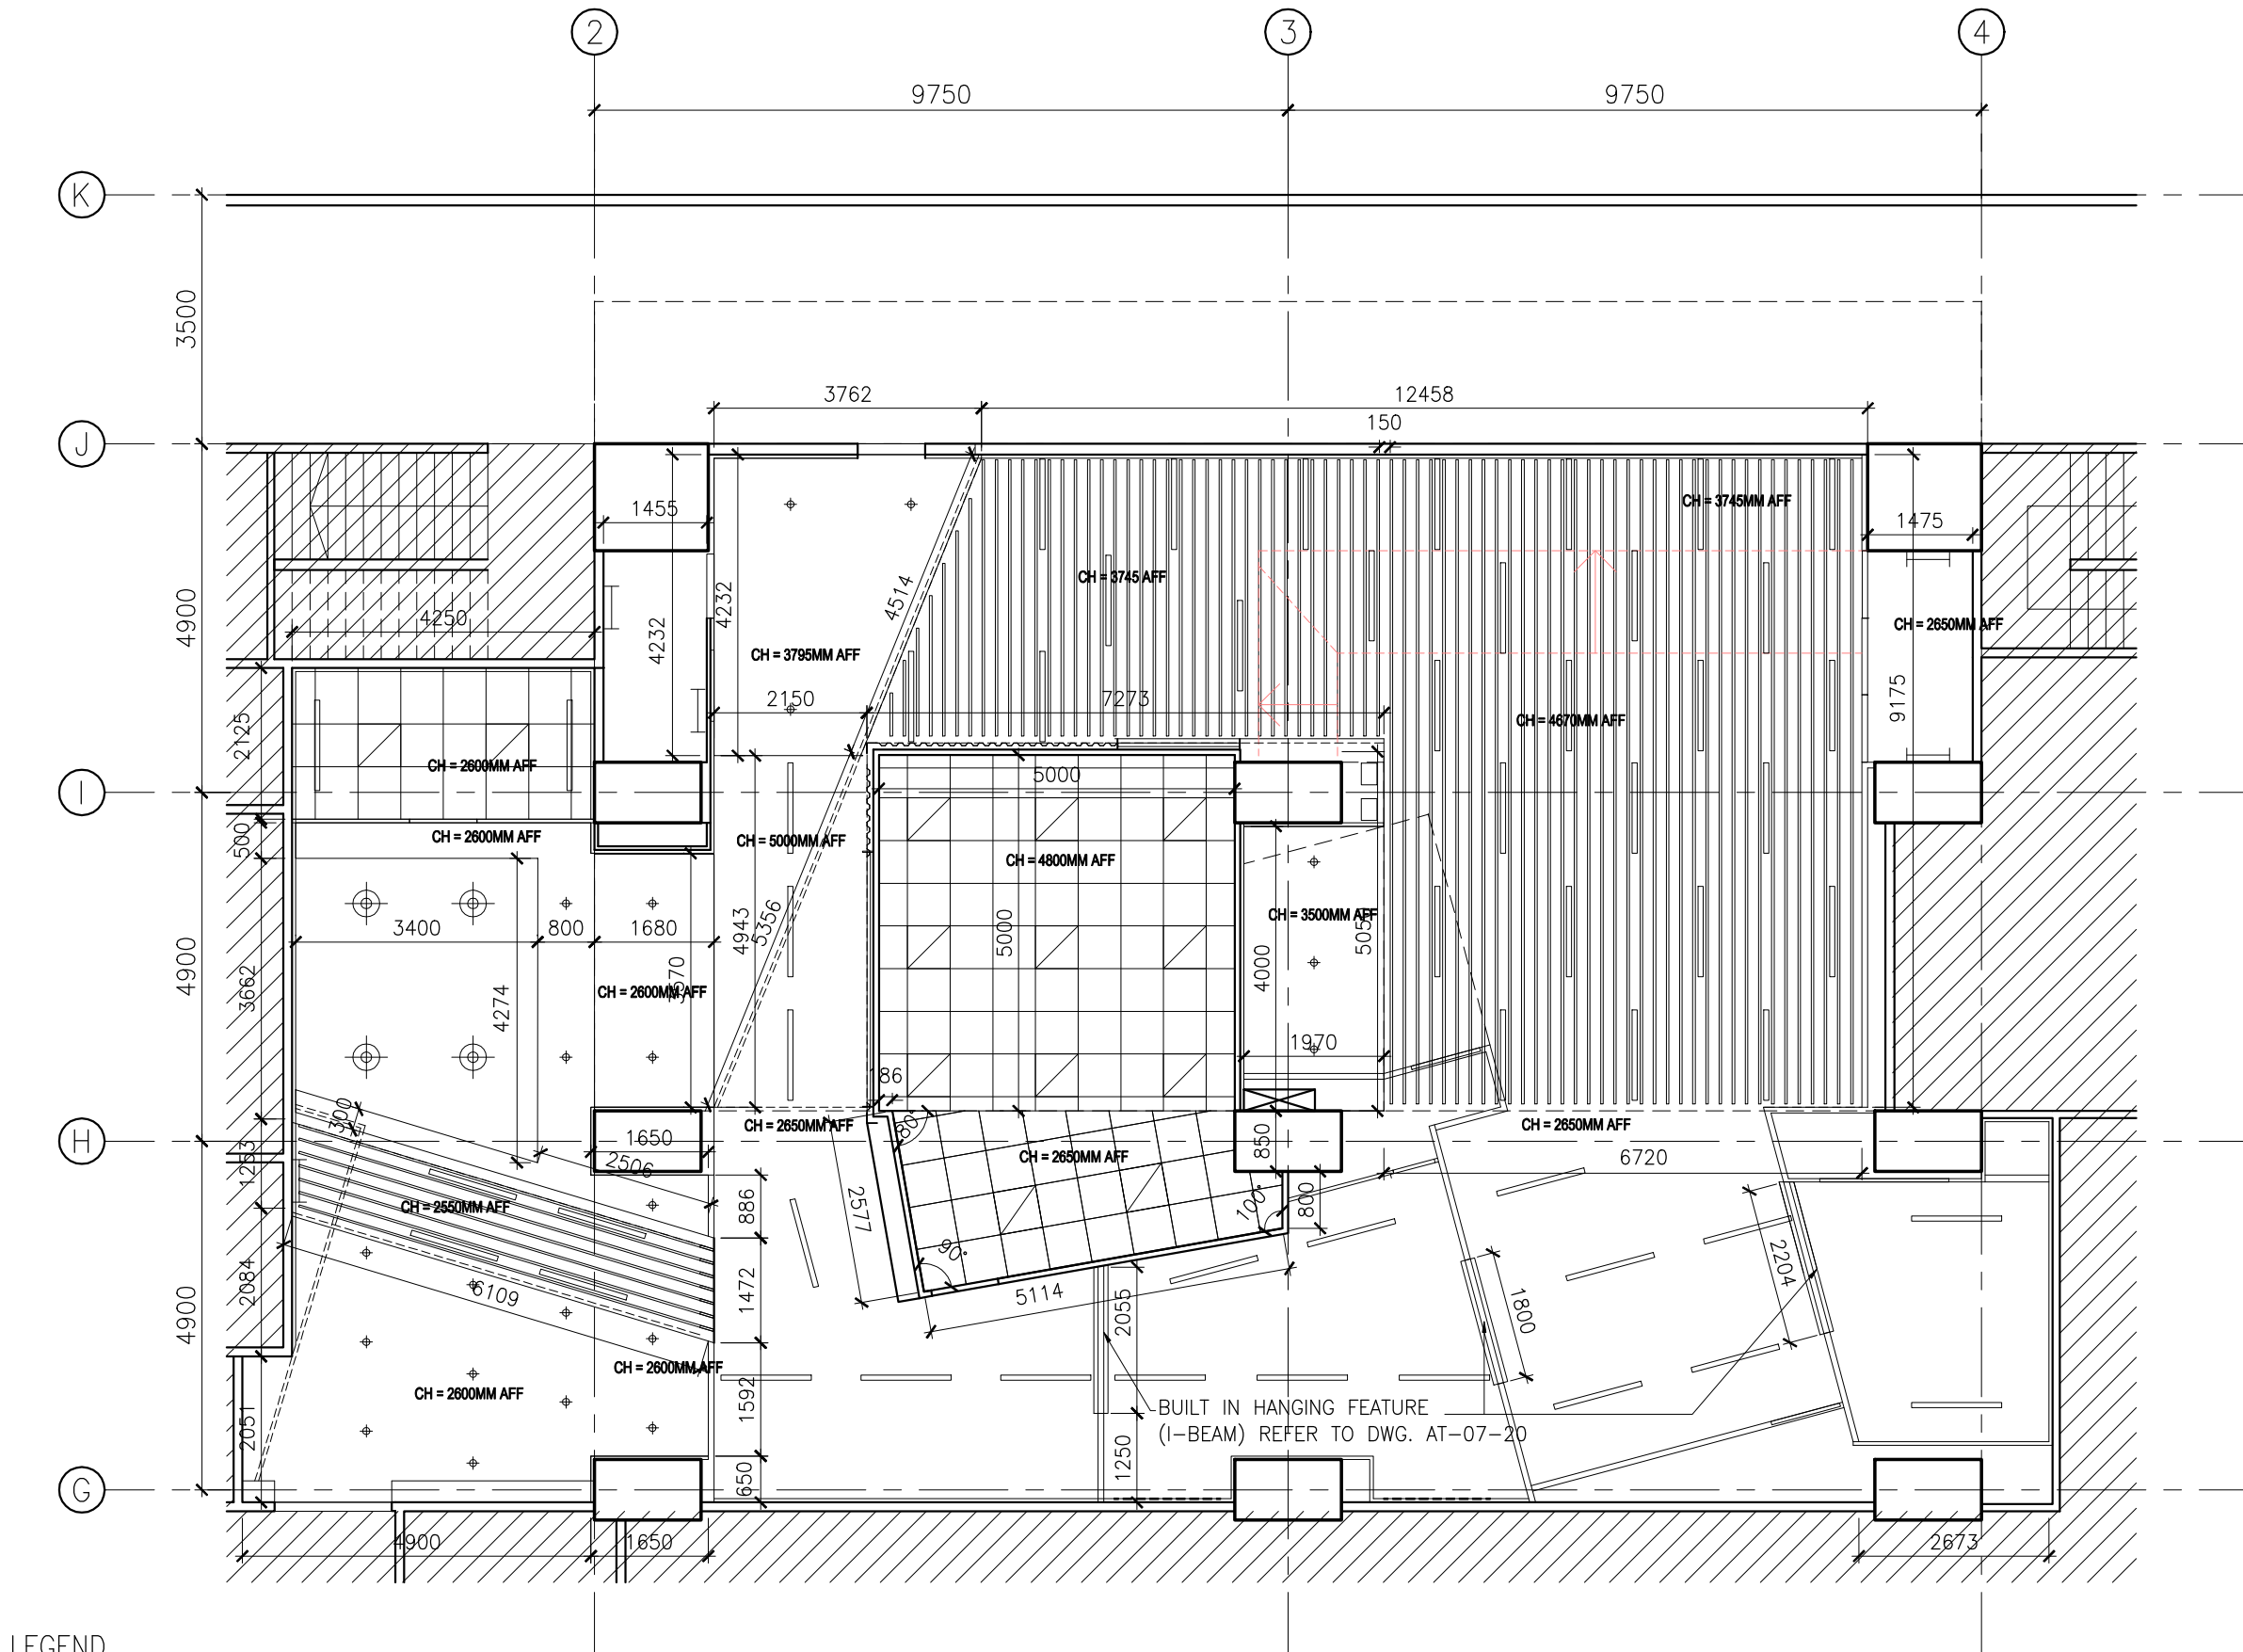 2
3
4
9750
9750
K
3500
3762
12458
150
J
CH = 3745MM AFF
1455
1475
CH = 3745 AFF
4514
4232
4232
4900
4250
CH = 2650MM AFF
CH = 3795MM AFF
2150
7273
9175
CH = 4670MM AFF
2125
CH = 2600MM AFF
5000
I
CH = 2600MM AFF
500
CH = 5000MM AFF
CH = 4800MM AFF
CH = 3500MM AFF
3400
800
1680
4943
5356
5000
4000
4900
3662
4274
CH = 2600MM AFF
1970
300
80°
CH = 2650MM AFF
CH = 2650MM AFF
H
1650
2506
CH = 2650MM AFF
850
6720
1253
CH = 2550MM AFF
886
2577
100°
800
90°
2204
2084
6109
1472
5114
2055
1800
4900
CH = 2600MM AFF
CH = 2600MM AFF
1592
BUILT IN HANGING FEATURE
(I-BEAM) REFER TO DWG. AT-07-20
2051
1250
650
G
4900
1650
2673
LEGEND